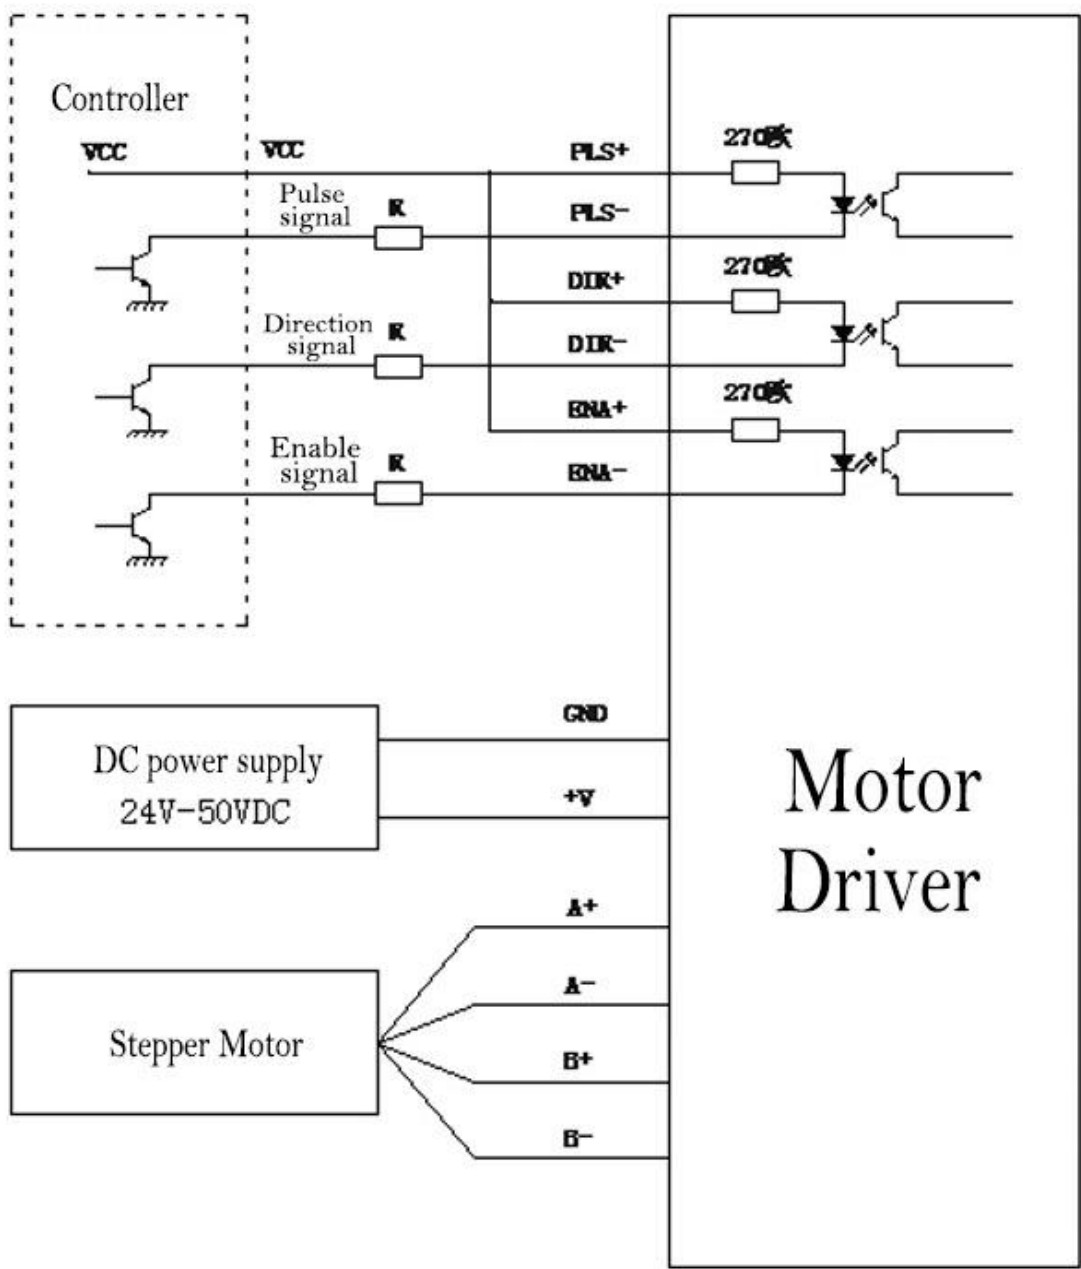 Controller
VCC
VCC
PLS+
270欧
Pulse
signal
R
PLS-
DIR+
270欧
Direction
signal
R
DIR-
ENA+
270欧
Enable
signal
R
ENA-
DC power supply
24V-50VDC
GND
+V
Motor
Driver
Stepper Motor
A+
A-
B+
B-